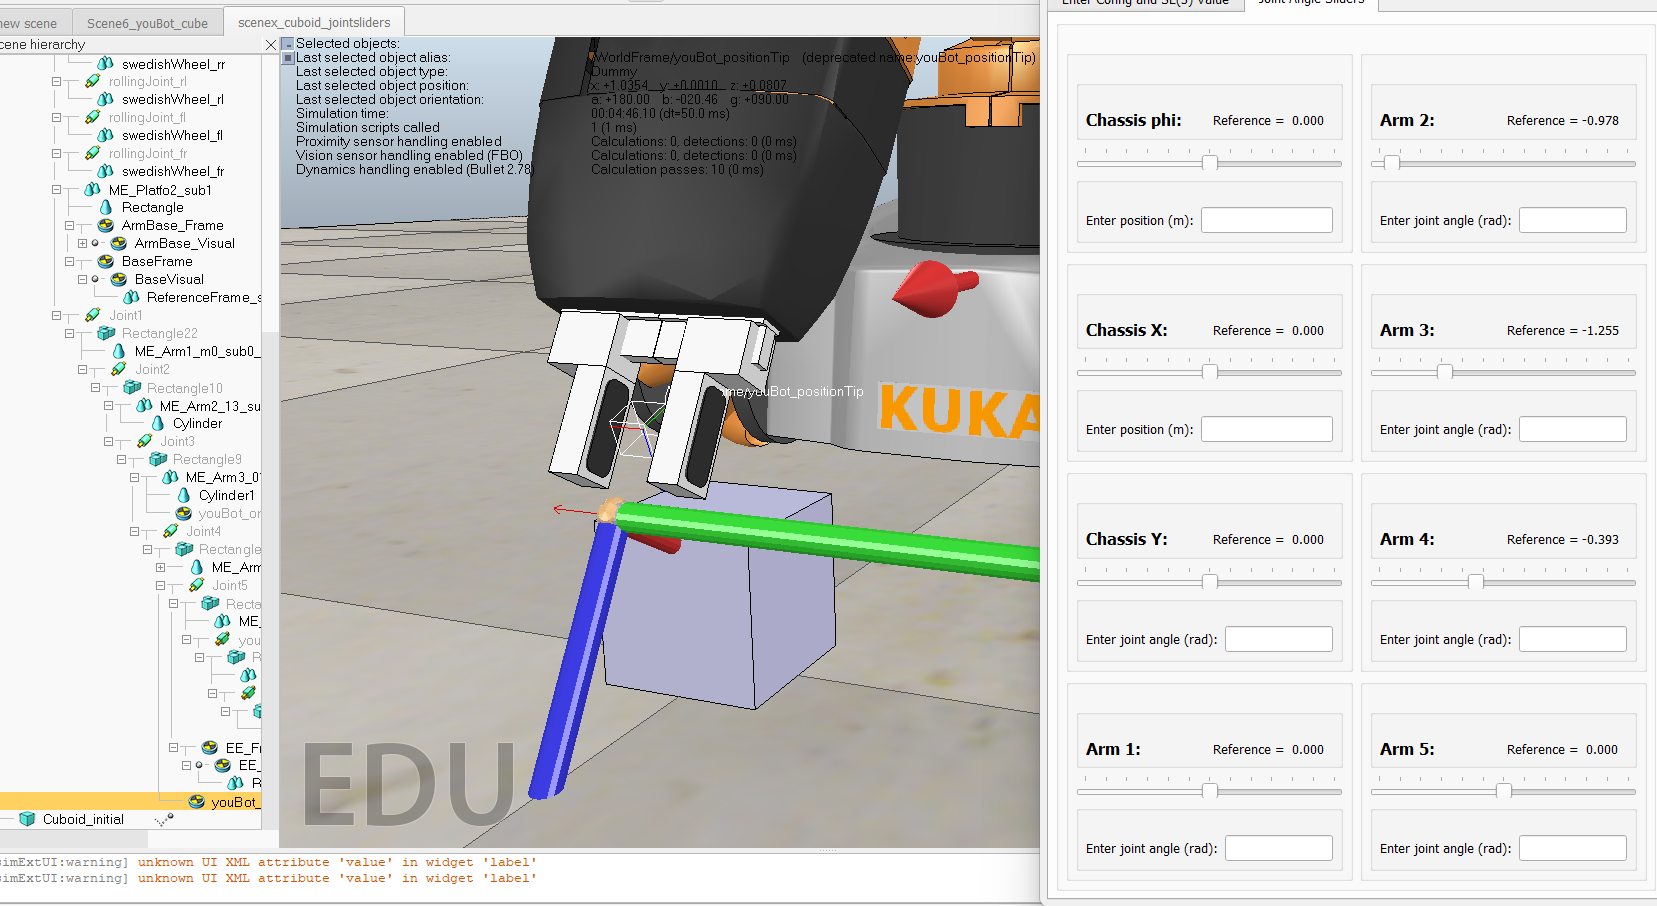 new scene
Scene6_youBot_cube
scenex_cuboid_jointsliders
Scene hierarchy
swedishWheel_rr
rollingJoint_rl
swedishWheel_rl
rollingJoint_fl
swedishWheel_fl
rollingJoint_fr
swedishWheel_fr
ME_Platfo2_sub1
Rectangle
ArmBase_Frame
ArmBase_Visual
BaseFrame
BaseVisual
ReferenceFrame_s
Joint1
Rectangle22
ME_Arm1_m0_sub0_
Joint2
Rectangle10
ME_Arm2_13_su
Cylinder
Joint3
Rectangle9
ME_Arm3_01
Cylinder1
youBot_or
Joint4
Rectangle
ME_Arm
Joint5
Recta
ME_
you
R
EE_Fr
EE_
R
youBot_
Cuboid_initial
Selected objects:
Last selected object alias: /WorldFrame/youBot_positionTip (deprecated name:youBot_positionTip)
Last selected object type: Dummy
Last selected object position: x: +1.0354 y: +0.0010 z: +0.0807
Last selected object orientation: a: +180.00 b: -020.46 g: +090.00
Simulation time: 00:04:46.10 (dt=50.0 ms)
Simulation scripts called 1 (1 ms)
Proximity sensor handling enabled Calculations: 0, detections: 0 (0 ms)
Vision sensor handling enabled (FBO) Calculations: 0, detections: 0 (0 ms)
Dynamics handling enabled (Bullet 2.78) Calculation passes: 10 (0 ms)
me/youBot_positionTip
KUKA
EDU
simExtUI:warning] unknown UI XML attribute 'value' in widget 'label'
simExtUI:warning] unknown UI XML attribute 'value' in widget 'label'
Enter Config and SE(3) Value
Joint Angle Sliders
Chassis phi: Reference = 0.000
Enter position (m):
Arm 2: Reference = -0.978
Enter joint angle (rad):
Chassis X: Reference = 0.000
Enter position (m):
Arm 3: Reference = -1.255
Enter joint angle (rad):
Chassis Y: Reference = 0.000
Enter joint angle (rad):
Arm 4: Reference = -0.393
Enter joint angle (rad):
Arm 1: Reference = 0.000
Enter joint angle (rad):
Arm 5: Reference = 0.000
Enter joint angle (rad):